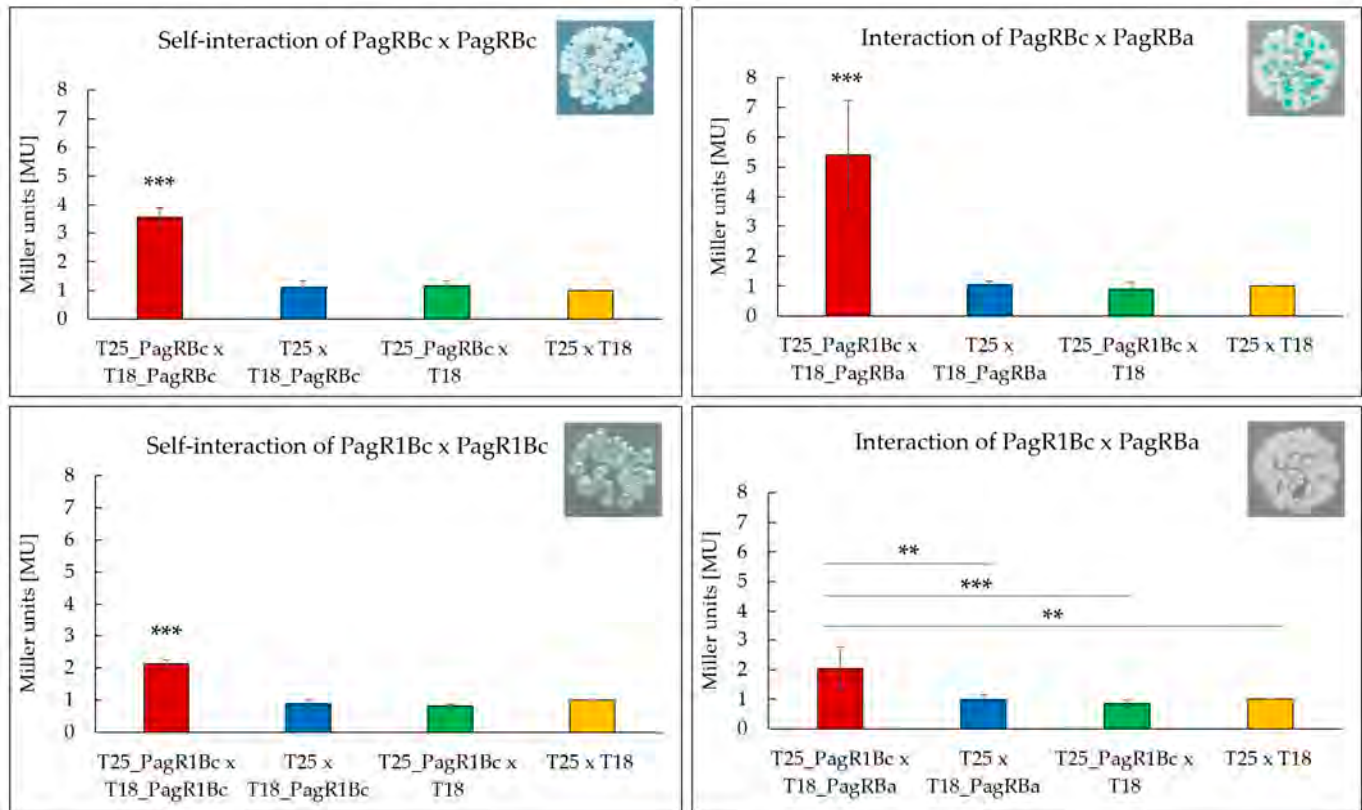 Self-interaction of PagRBc x PagRBc
Miller units [MU]
8
7
6
5
4
3
2
1
0
***
T25_PagRBc x
T18_PagRBc
T25 x
T18_PagRBc
T25_PagRBc x
T18
T25 x T18
Interaction of PagRBc x PagRBa
Miller units [MU]
8
7
6
5
4
3
2
1
0
***
T25_PagR1Bc x
T18_PagRBa
T25 x
T18_PagRBa
T25_PagR1Bc x
T18
T25 x T18
Self-interaction of PagR1Bc x PagR1Bc
Miller units [MU]
8
7
6
5
4
3
2
1
0
***
T25_PagR1Bc x
T18_PagR1Bc
T25 x
T18_PagR1Bc
T25_PagR1Bc x
T18
T25 x T18
Interaction of PagR1Bc x PagRBa
Miller units [MU]
8
7
6
5
4
3
2
1
0
**
***
**
T25_PagR1Bc x
T18_PagRBa
T25 x
T18_PagRBa
T25_PagR1Bc x
T18
T25 x T18